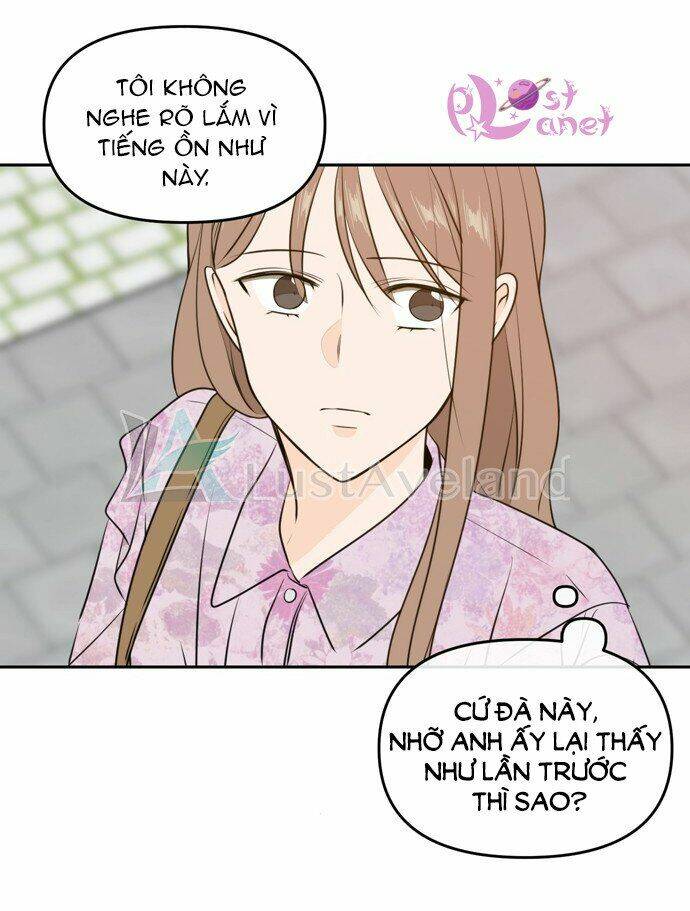 TÔI KHÔNG
NGHE RÕ LẮM VÌ
TIẾNG ỒN NHƯ
NÀY.
Lost
Planet
LustAveland
CỨ ĐÀ NÀY,
NHỠ ANH ẤY LẠI THẤY
NHƯ LẦN TRƯỚC
THÌ SAO?